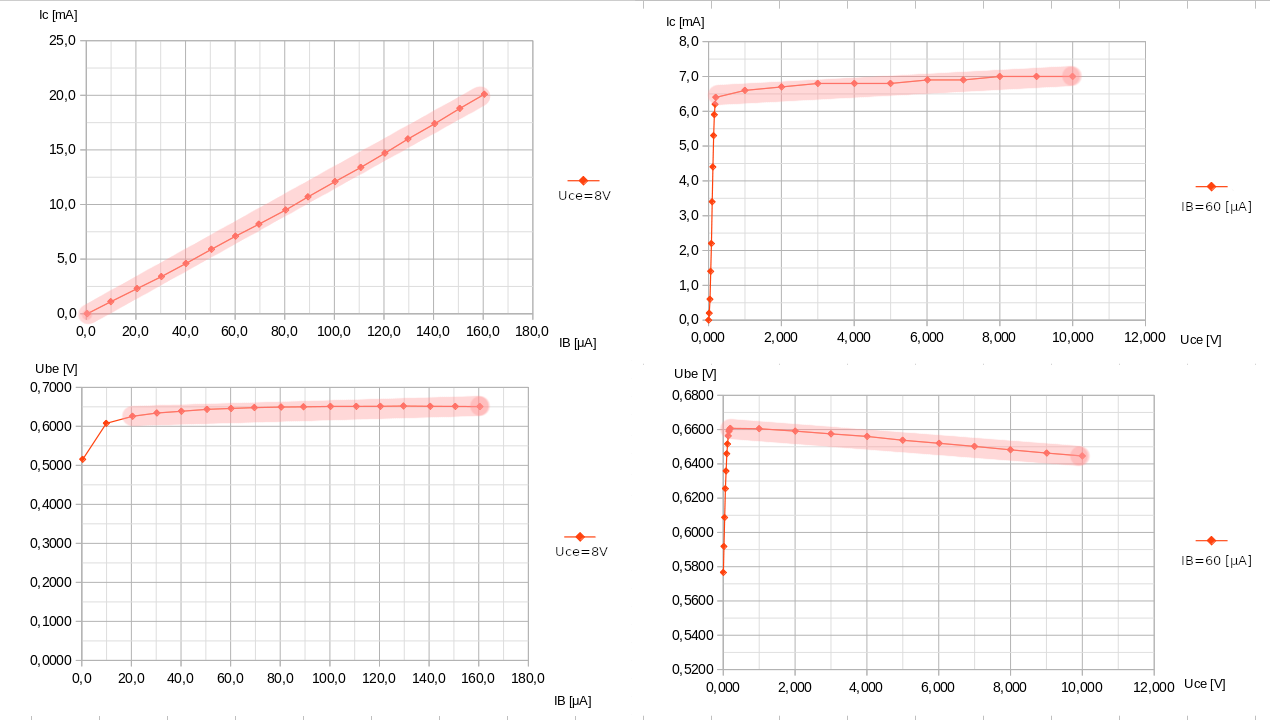 Ic [mA]
25,0
20,0
15,0
10,0
5,0
0,0
0,0 20,0 40,0 60,0 80,0 100,0 120,0 140,0 160,0 180,0
IB [µA]
Uce=8V
Ic [mA]
8,0
7,0
6,0
5,0
4,0
3,0
2,0
1,0
0,0
0,000 2,000 4,000 6,000 8,000 10,000 12,000
Uce [V]
IB=60 [µA]
Ube [V]
0,7000
0,6000
0,5000
0,4000
0,3000
0,2000
0,1000
0,0000
0,0 20,0 40,0 60,0 80,0 100,0 120,0 140,0 160,0 180,0
IB [µA]
Uce=8V
Ube [V]
0,6800
0,6600
0,6400
0,6200
0,6000
0,5800
0,5600
0,5400
0,5200
0,000 2,000 4,000 6,000 8,000 10,000 12,000
Uce [V]
IB=60 [µA]